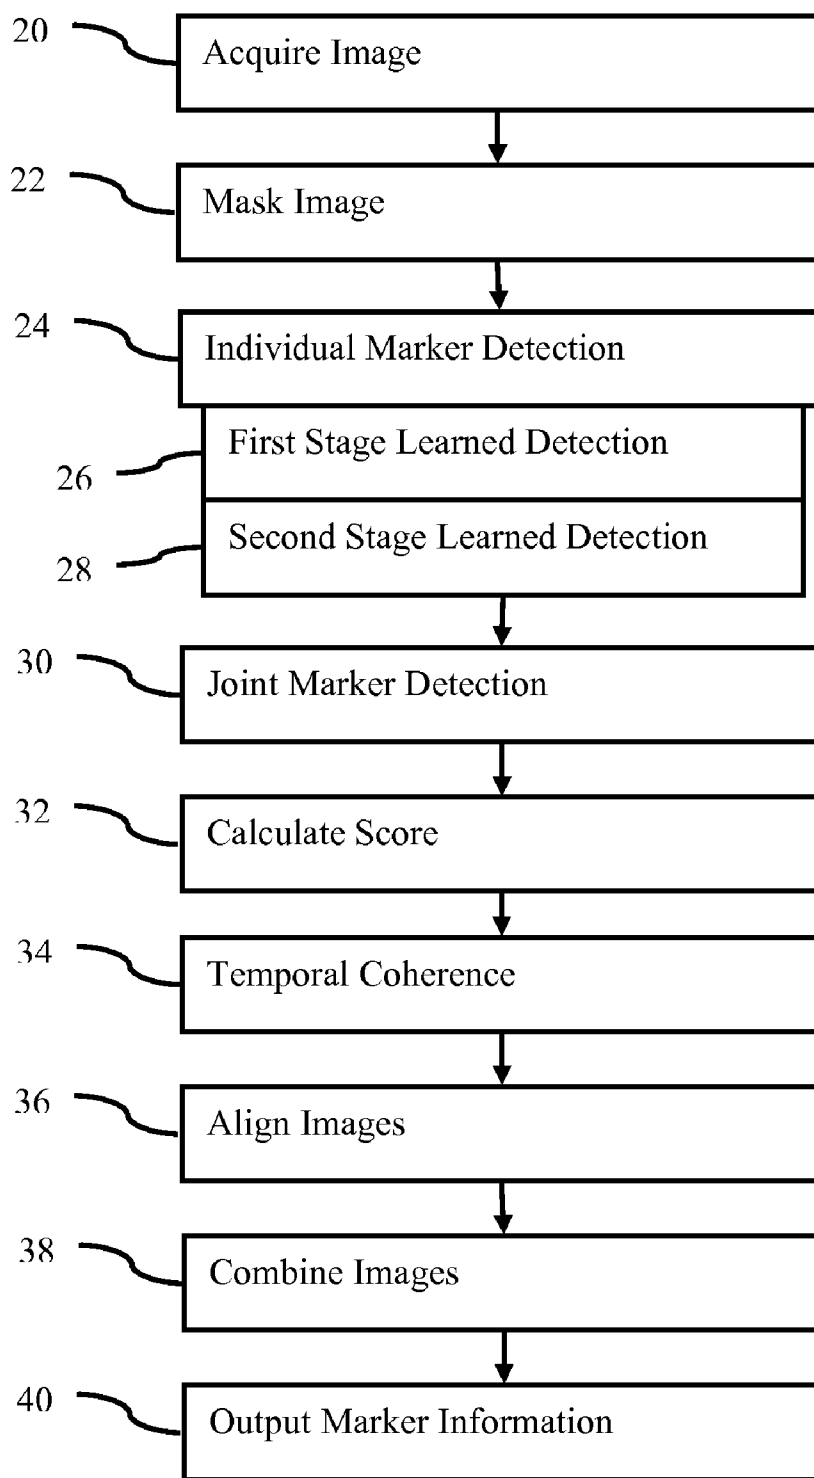 20
Acquire Image
22
Mask Image
24
Individual Marker Detection
First Stage Learned Detection
26
Second Stage Learned Detection
28
30
Joint Marker Detection
32
Calculate Score
34
Temporal Coherence
36
Align Images
38
Combine Images
40
Output Marker Information